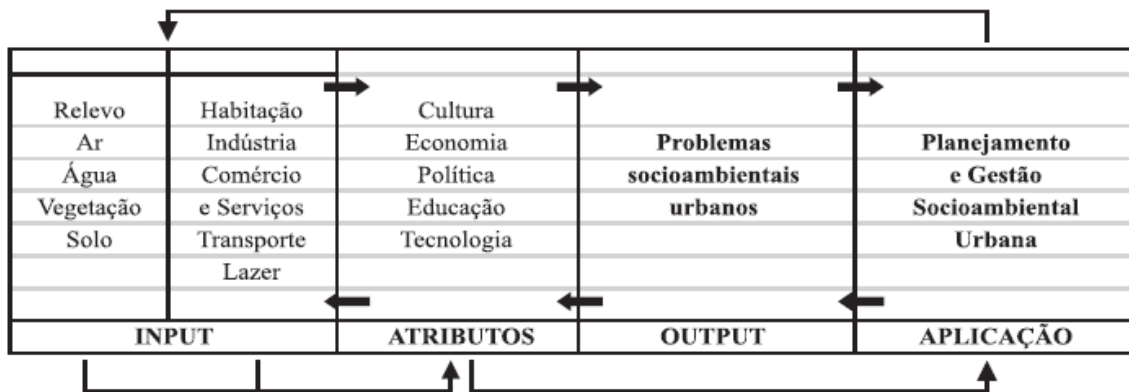 Relevo
Ar
Água
Vegetação
Solo
Habitação
Indústria
Comércio
e Serviços
Transporte
Lazer
Cultura
Economia
Política
Educação
Tecnologia
Problemas
socioambientais
urbanos
Planejamento
e Gestão
Socioambiental
Urbana
INPUT
ATRIBUTOS
OUTPUT
APLICAÇÃO